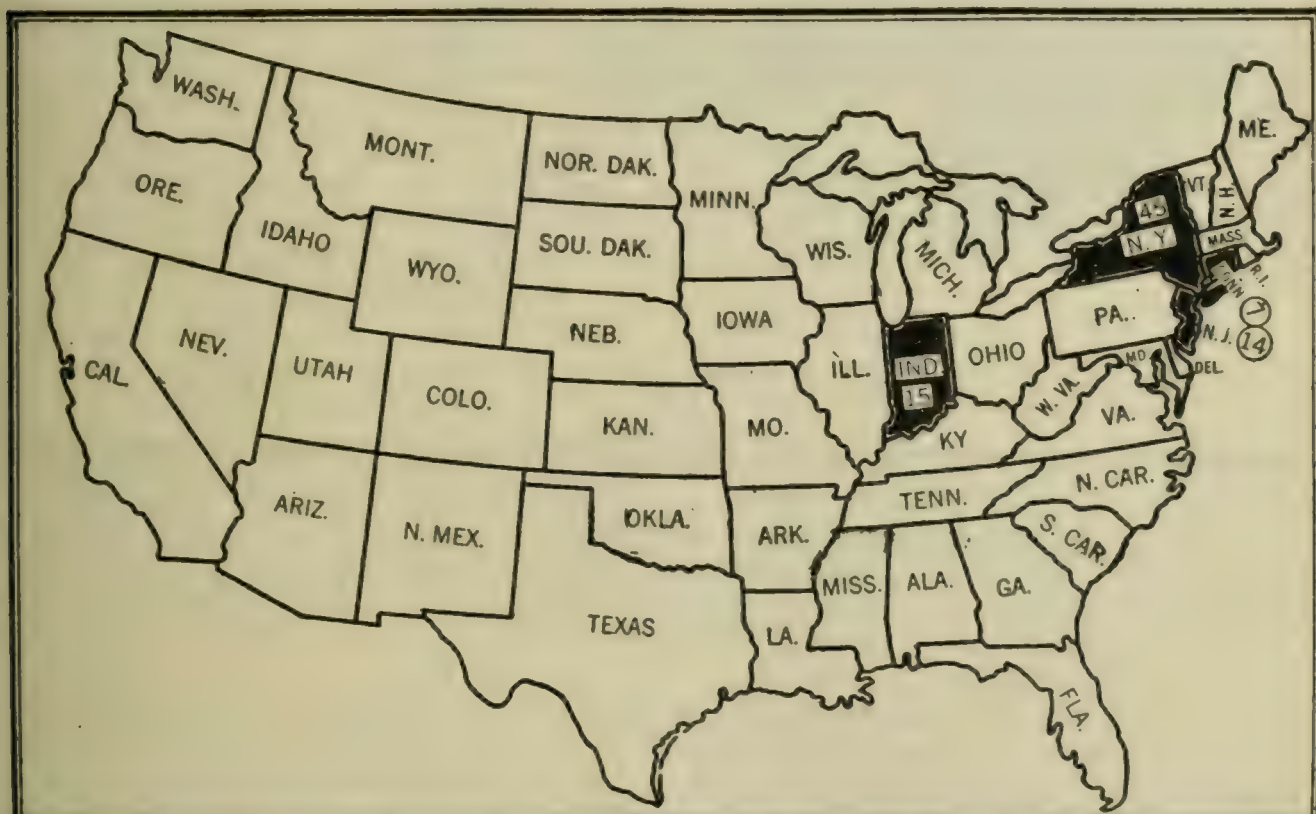 WASH.
MONT.
NOR. DAK.
MINN.
ORE.
IDAHO
SOU. DAK.
WIS.
MICH.
WYO.
ME.
VT.
N. H.
45
N. Y
MASS.
R.I.
CONN
7
NEB.
IOWA
PA.
N. J.
14
NEV.
UTAH
CAL.
COLO.
ILL.
IND.
15
OHIO
MD.
DEL.
W. VA.
VA.
KAN.
MO.
KY
ARIZ.
N. MEX.
OKLA.
ARK.
TENN.
N. CAR.
S. CAR.
TEXAS
LA.
MISS.
ALA.
GA.
FLA.